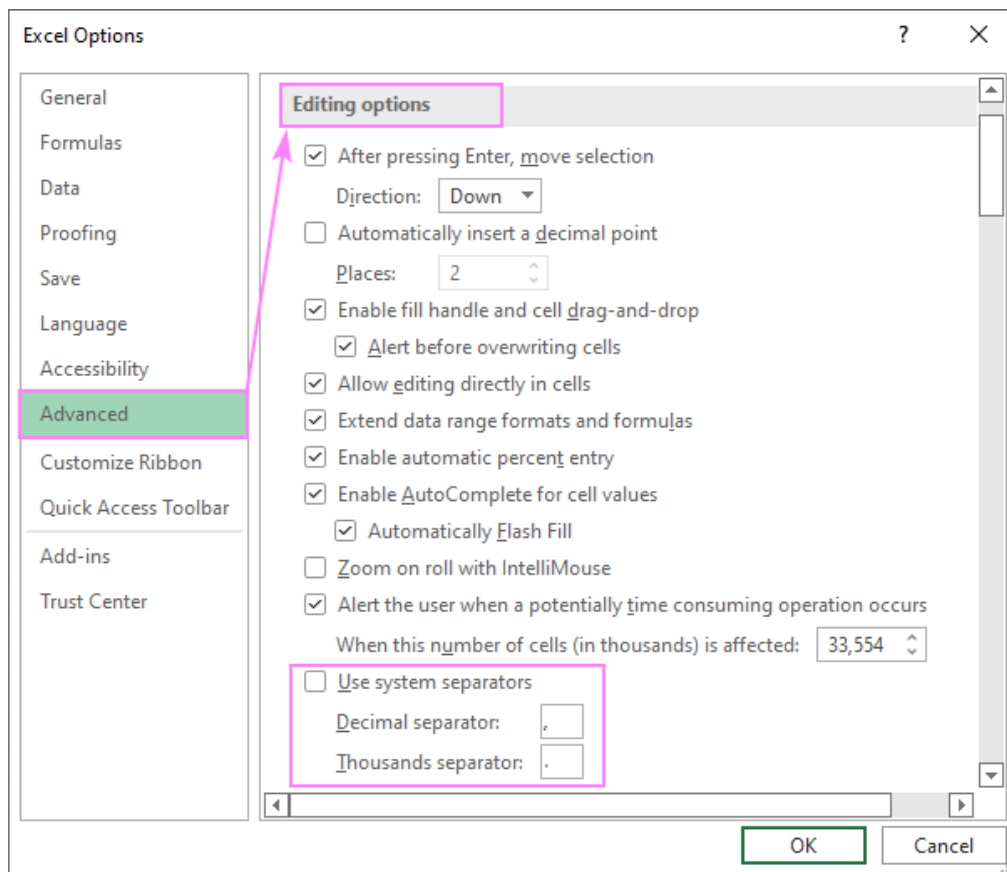 Excel Options
?
General
Formulas
Data
Proofing
Save
Language
Accessibility
Advanced
Customize Ribbon
Quick Access Toolbar
Add-ins
Trust Center
Editing options
After pressing Enter, move selection
Direction: Down
Automatically insert a decimal point
Places: 2
Enable fill handle and cell drag-and-drop
Alert before overwriting cells
Allow editing directly in cells
Extend data range formats and formulas
Enable automatic percent entry
Enable AutoComplete for cell values
Automatically Flash Fill
Zoom on roll with IntelliMouse
Alert the user when a potentially time consuming operation occurs
When this number of cells (in thousands) is affected: 33,554
Use system separators
Decimal separator: ,
Thousands separator: .
OK Cancel